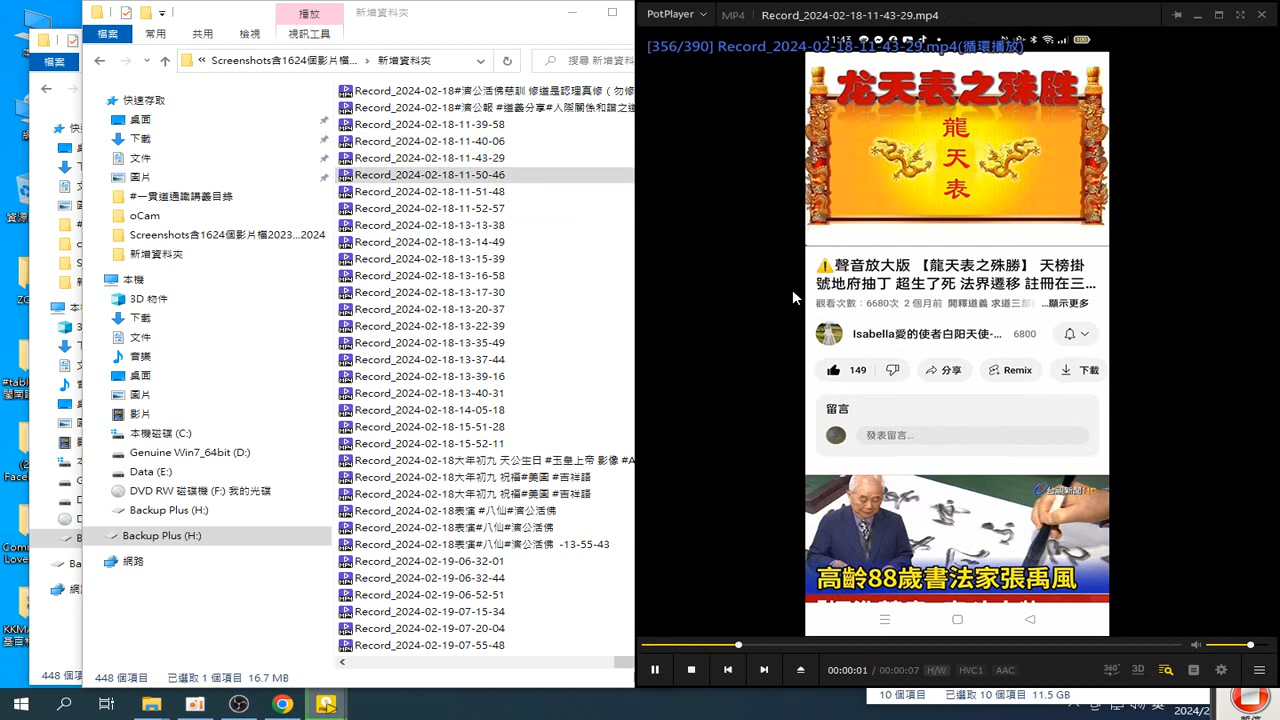 播放
新增資料夾
檔案
常用
共用
檢視
視訊工具
Screenshots含1624個影片檔...
新增資料夾
搜尋 新增資料
快速存取
桌面
下載
文件
圖片
#一貫道通識講義目錄
oCam
Screenshots含1624個影片檔2023...2024
新增資料夾
本機
3D 物件
下載
文件
音樂
桌面
圖片
影片
本機磁碟 (C:)
Genuine Win7_64bit (D:)
Data (E:)
DVD RW 磁碟機 (F:) 我的光碟
Backup Plus (H:)
Backup Plus (H:)
網路
Record_2024-02-18#濟公活佛慈訓 修道是認理真修（勿修
Record_2024-02-18#濟公報 #道義分享#人際關係和諧之道
Record_2024-02-18-11-39-58
Record_2024-02-18-11-40-06
Record_2024-02-18-11-43-29
Record_2024-02-18-11-50-46
Record_2024-02-18-11-51-48
Record_2024-02-18-11-52-57
Record_2024-02-18-13-13-38
Record_2024-02-18-13-14-49
Record_2024-02-18-13-15-39
Record_2024-02-18-13-16-58
Record_2024-02-18-13-17-30
Record_2024-02-18-13-20-37
Record_2024-02-18-13-22-39
Record_2024-02-18-13-35-49
Record_2024-02-18-13-37-44
Record_2024-02-18-13-39-16
Record_2024-02-18-13-40-31
Record_2024-02-18-14-05-18
Record_2024-02-18-15-51-28
Record_2024-02-18-15-52-11
Record_2024-02-18大年初九 天公生日 #玉皇上帝 影像 #A
Record_2024-02-18大年初九 祝福#美圖 #吉祥語
Record_2024-02-18大年初九 祝福#美圖 #吉祥語
Record_2024-02-18表演 #八仙#濟公活佛
Record_2024-02-18表演#八仙#濟公活佛
Record_2024-02-18表演#八仙#濟公活佛 -13-55-43
Record_2024-02-19-06-32-01
Record_2024-02-19-06-32-44
Record_2024-02-19-06-52-51
Record_2024-02-19-07-15-34
Record_2024-02-19-07-20-04
Record_2024-02-19-07-55-48
448 個項目
已選取 1 個項目 16.7 MB
PotPlayer
MP4
Record_2024-02-18-11-43-29.mp4
11:43
[356/390] Record_2024-02-18-11-43-29.mp4(循環播放)
龙天表之殊胜
龍
天
表
聲音放大版 【龍天表之殊勝】 天榜掛
號地府抽丁 超生了死 法界遷移 註冊在三...
觀看次數：6680次 2 個月前 開釋道義 求道三部 ...顯示更多
Isabella愛的使者白阳天使-...
6800
149
分享
Remix
下載
留言
發表留言...
台視新聞HD
高齡88歲書法家張禹風
00:00:01 / 00:00:07
H/W
HVC1
AAC
360°
3D
10 個項目
已選取 10 個項目 11.5 GB
2024/2